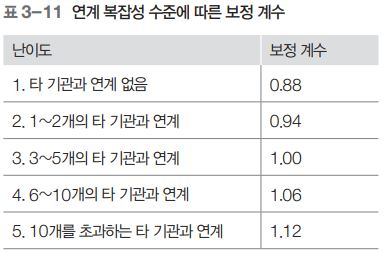 표 3-11 연계 복잡성 수준에 따른 보정 계수
난이도 보정 계수
1. 타 기관과 연계 없음 0.88
2. 1~2개의 타 기관과 연계 0.94
3. 3~5개의 타 기관과 연계 1.00
4. 6~10개의 타 기관과 연계 1.06
5. 10개를 초과하는 타 기관과 연계 1.12